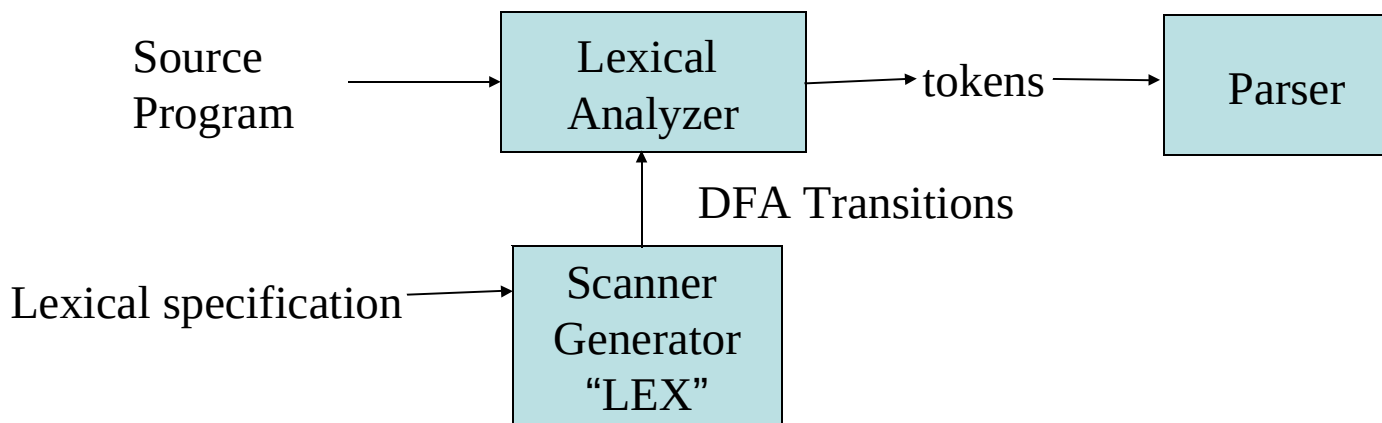 Source
Program
Lexical
Analyzer
tokens
Parser
DFA Transitions
Lexical specification
Scanner
Generator
“LEX”